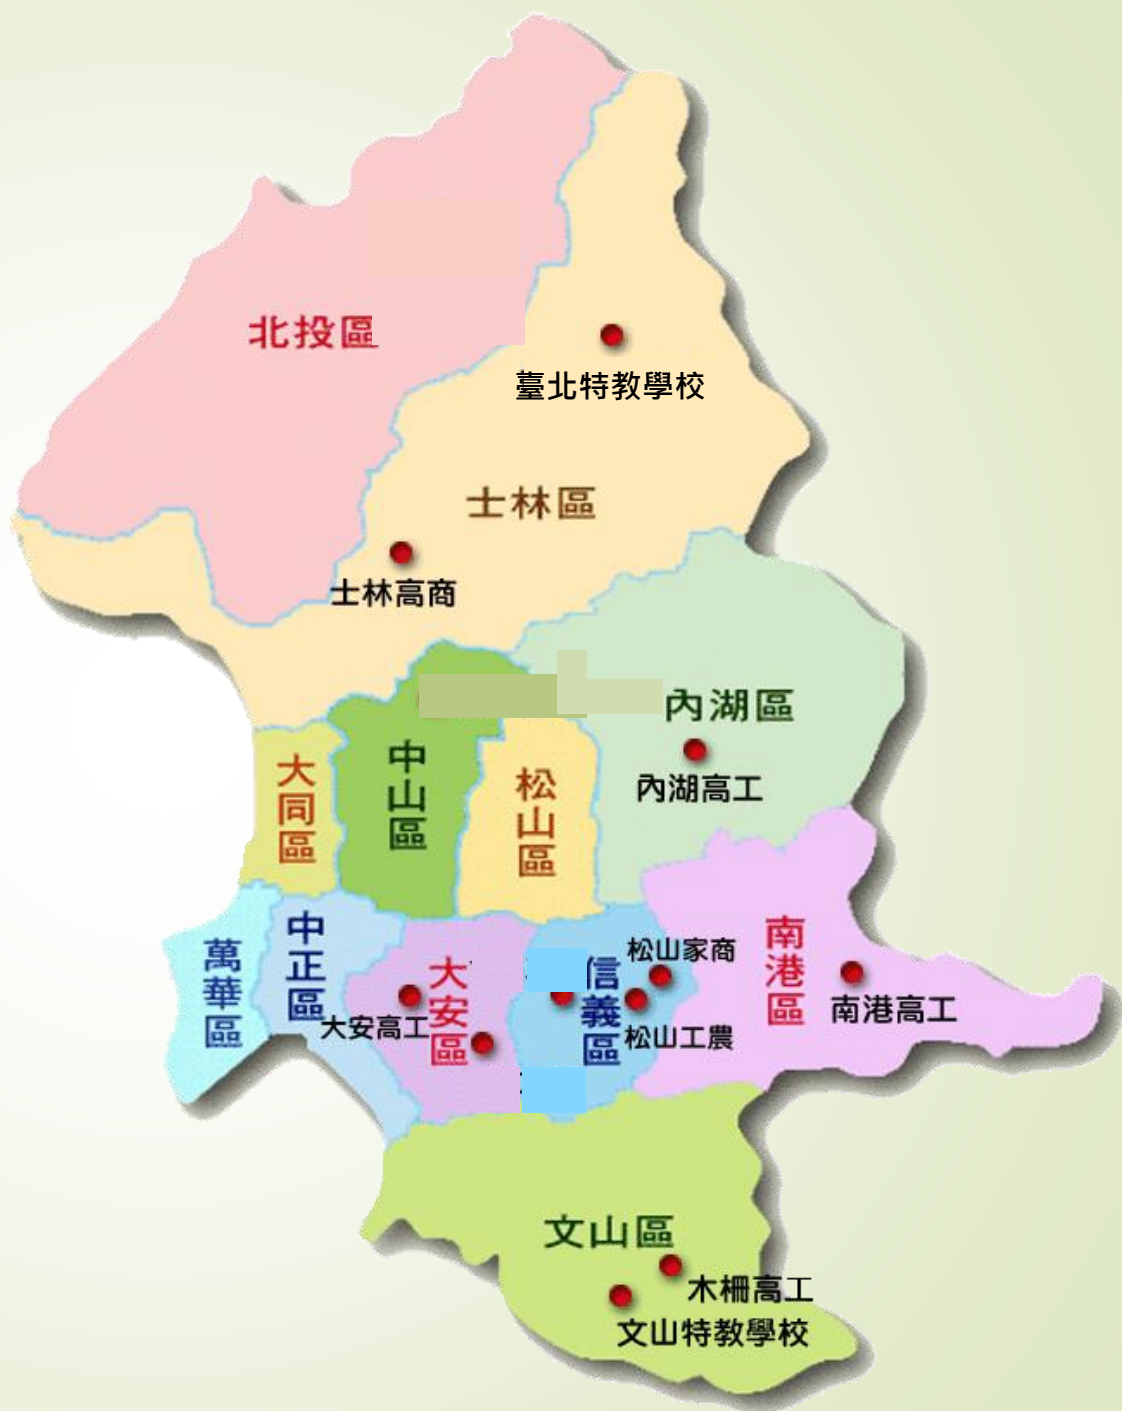 北投區
臺北特教學校
士林區
士林高商
內湖區
內湖高工
大同區
中山區
松山區
萬華區
中正區
大安高工
大安區
信義區
松山家商
松山工農
南港區
南港高工
文山區
木柵高工
文山特教學校